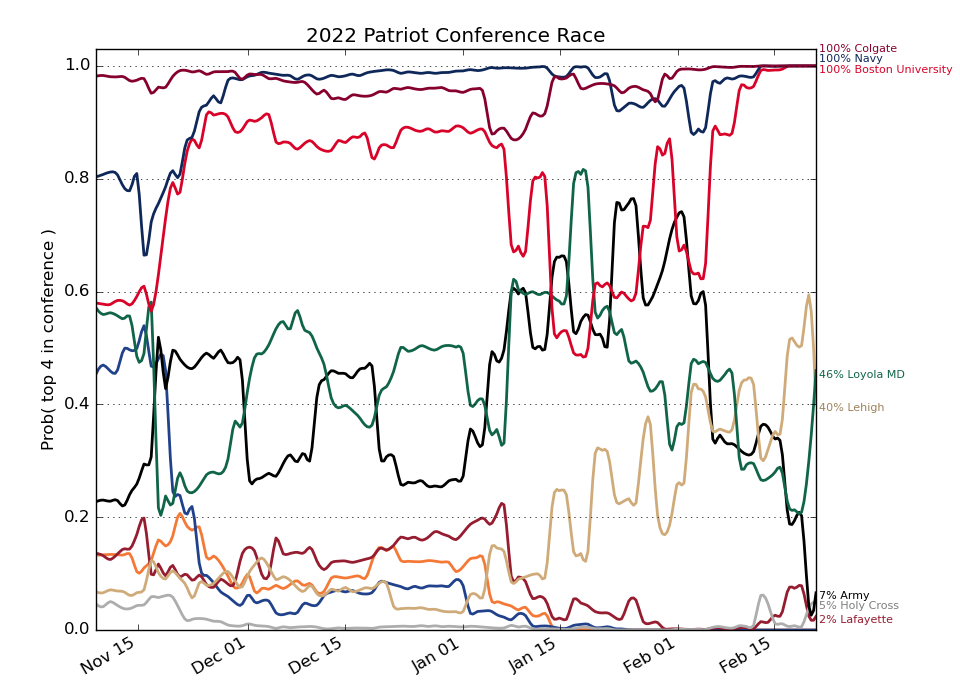 2022 Patriot Conference Race
Prob( top 4 in conference )
1.0
0.8
0.6
0.4
0.2
0.0
Nov 15
Dec 01
Dec 15
Jan 01
Jan 15
Feb 01
Feb 15
100% Colgate
100% Navy
100% Boston University
46% Loyola MD
40% Lehigh
7% Army
5% Holy Cross
2% Lafayette